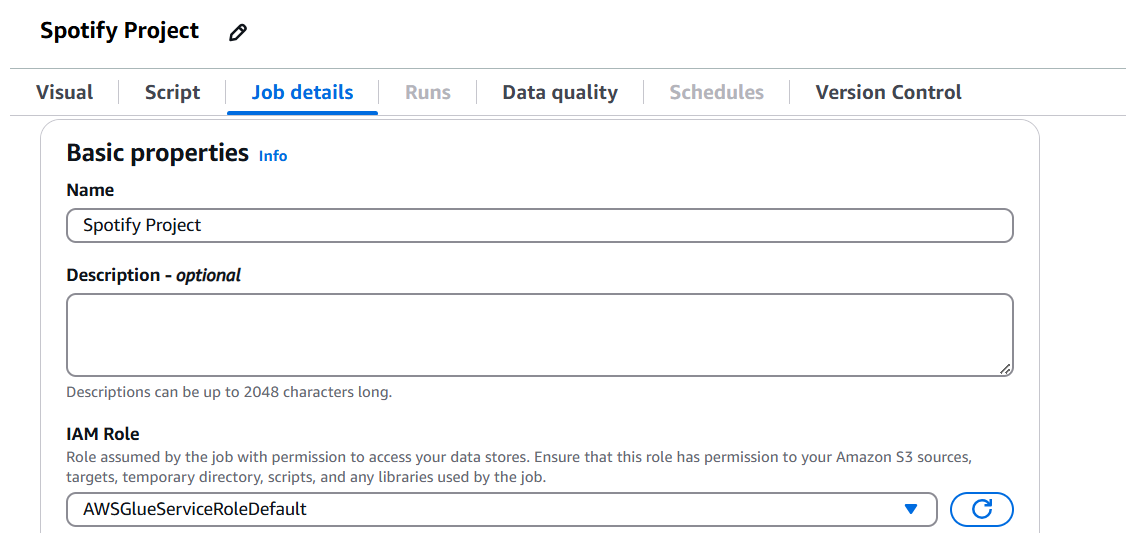 Spotify Project
Visual Script Job details Runs Data quality Schedules Version Control
Basic properties Info
Name
Spotify Project
Description - optional
Descriptions can be up to 2048 characters long.
IAM Role
Role assumed by the job with permission to access your data stores. Ensure that this role has permission to your Amazon S3 sources,
targets, temporary directory, scripts, and any libraries used by the job.
AWSGlueServiceRoleDefault